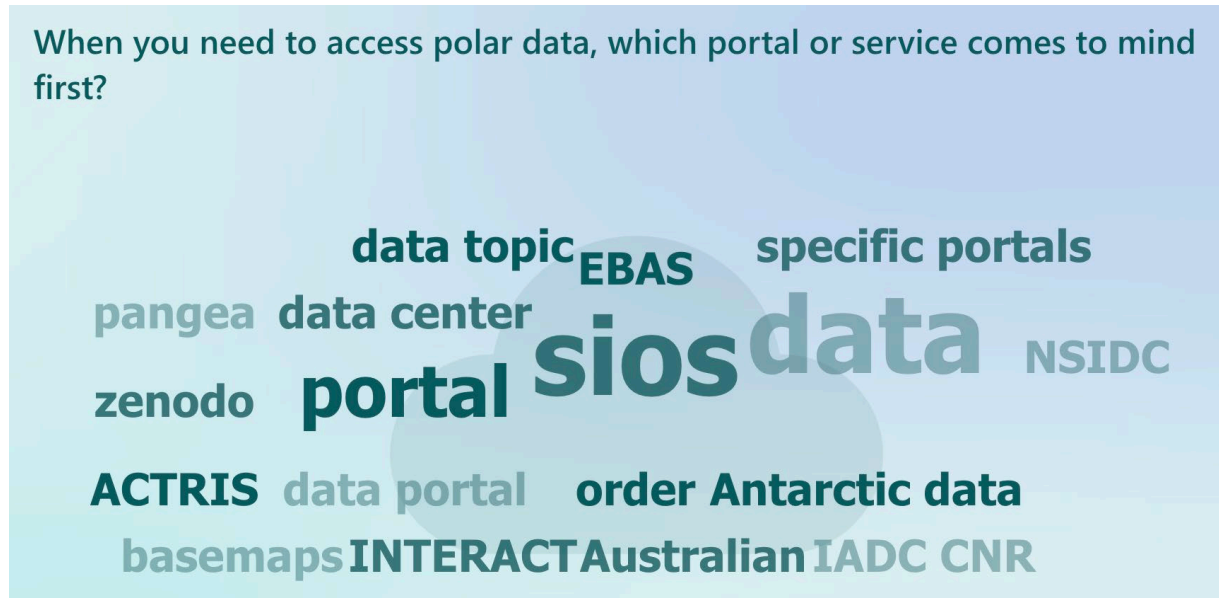 When you need to access polar data, which portal or service comes to mind
first?
data topic EBAS specific portals
pangea data center sios data NSIDC
zenodo portal
ACTRIS data portal order Antarctic data
basemaps INTERACT Australian IADC CNR